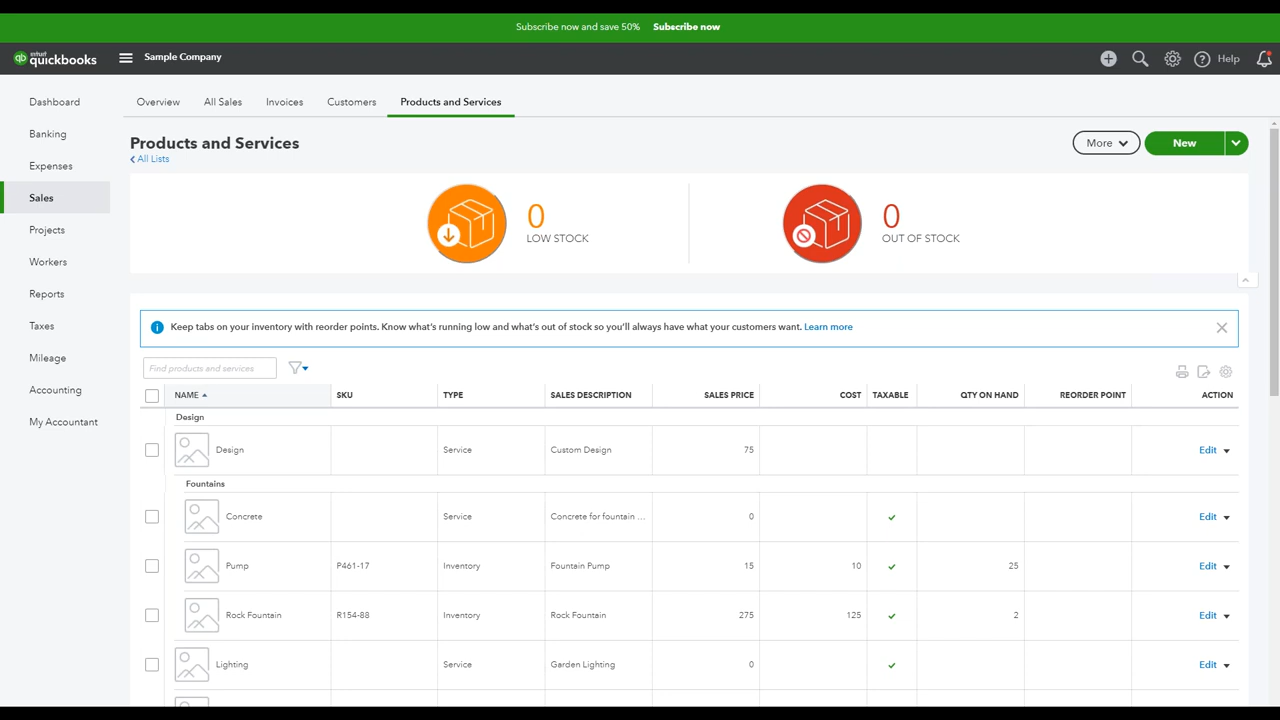 Subscribe now and save 50% Subscribe now
intuit quickbooks Sample Company Help
Dashboard
Banking
Expenses
Sales
Projects
Workers
Reports
Taxes
Mileage
Accounting
My Accountant
Overview All Sales Invoices Customers Products and Services
Products and Services More New
All Lists
0 LOW STOCK
0 OUT OF STOCK
Keep tabs on your inventory with reorder points. Know what's running low and what's out of stock so you'll always have what your customers want. Learn more
Find products and services
NAME SKU TYPE SALES DESCRIPTION SALES PRICE COST TAXABLE QTY ON HAND REORDER POINT ACTION
Design
Design Service Custom Design 75 Edit
Fountains
Concrete Service Concrete for fountain ... 0 Edit
Pump P461-17 Inventory Fountain Pump 15 10 25 Edit
Rock Fountain R154-88 Inventory Rock Fountain 275 125 2 Edit
Lighting Service Garden Lighting 0 Edit